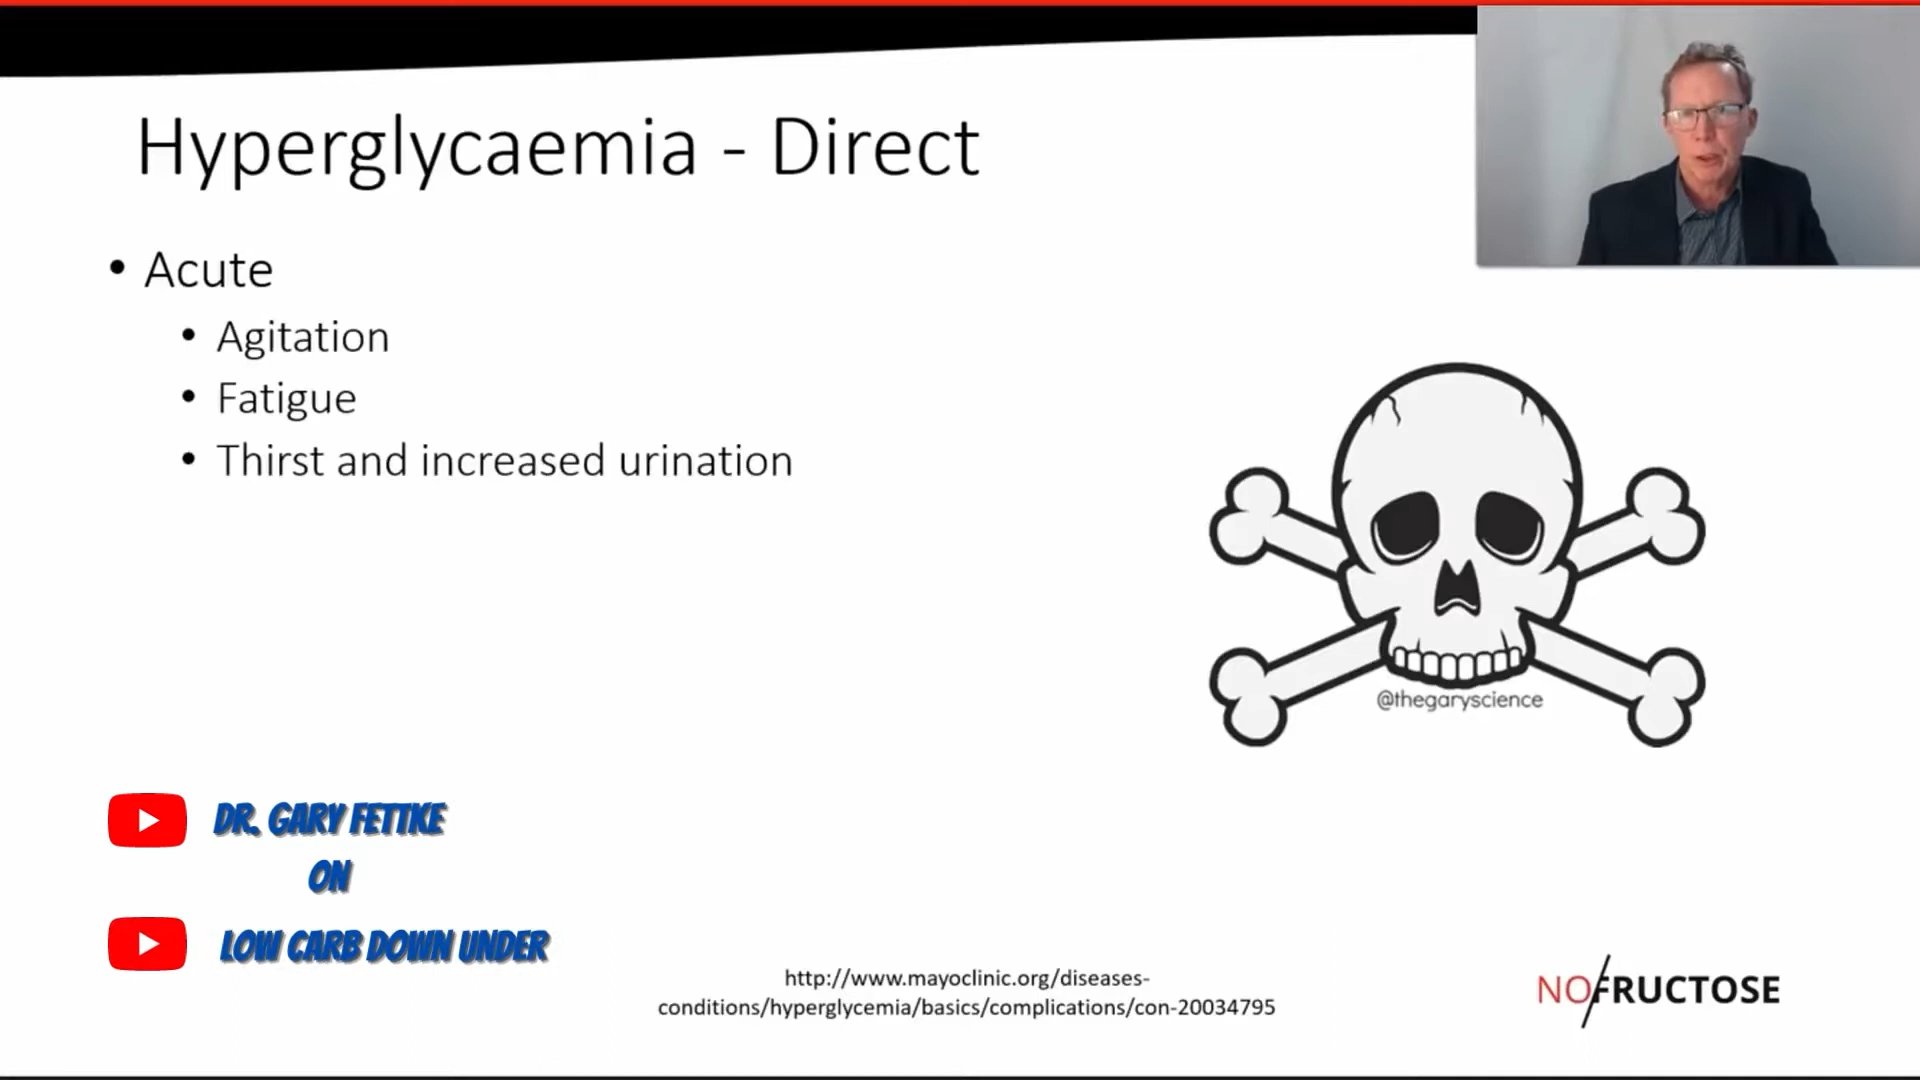 Hyperglycaemia - Direct
• Acute
• Agitation
• Fatigue
• Thirst and increased urination
@thegaryscience
DR. GARY FETTKE
ON
LOW CARB DOWN UNDER
http://www.mayoclinic.org/diseases-
conditions/hyperglycemia/basics/complications/con-20034795
NOFRUCTOSE